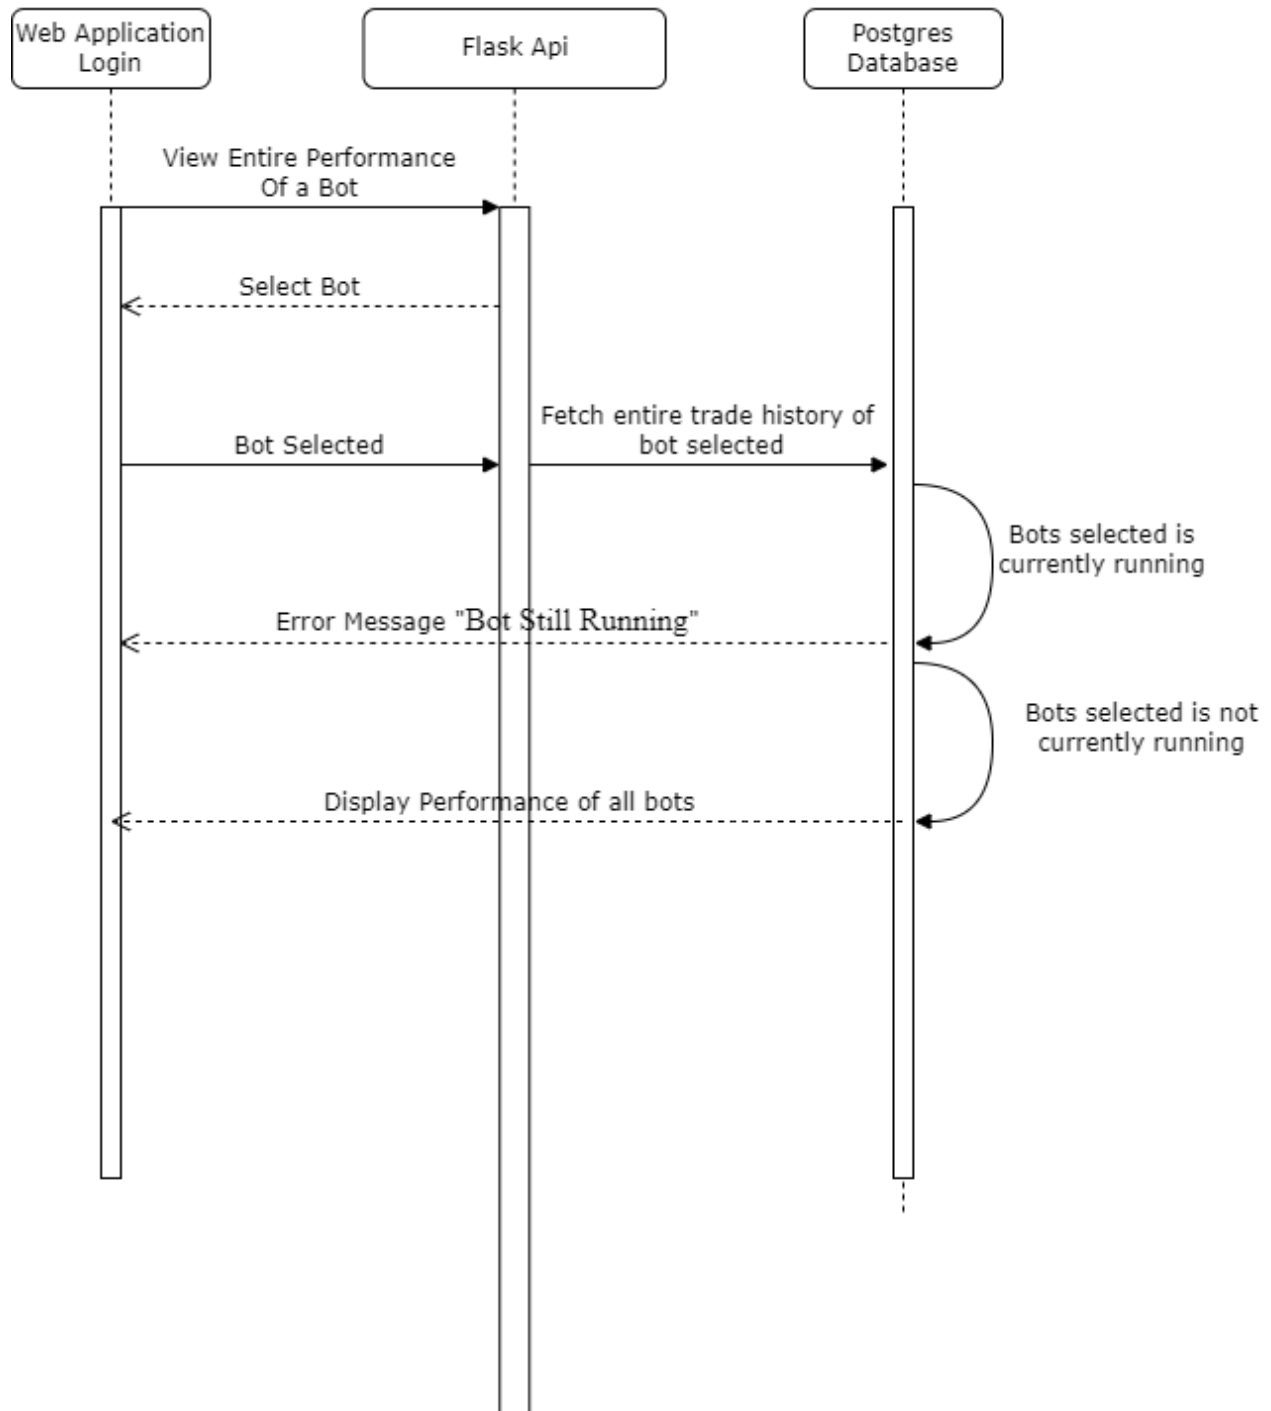 Web Application
Login
Flask Api
Postgres
Database
View Entire Performance
Of a Bot
Select Bot
Bot Selected
Fetch entire trade history of
bot selected
Bots selected is
currently running
Error Message "Bot Still Running"
Bots selected is not
currently running
Display Performance of all bots